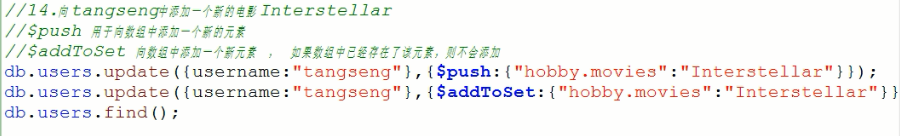 //14.向tangseng中添加一个新的电影Interstellar
//$push 用于向数组中添加一个新的元素
//$addToSet 向数组中添加一个新元素 ， 如果数组中已经存在了该元素，则不会添加
db.users.update({username:"tangseng"},{$push:{"hobby.movies":"Interstellar"}});
db.users.update({username:"tangseng"},{$addToSet:{"hobby.movies":"Interstellar"}}
db.users.find();